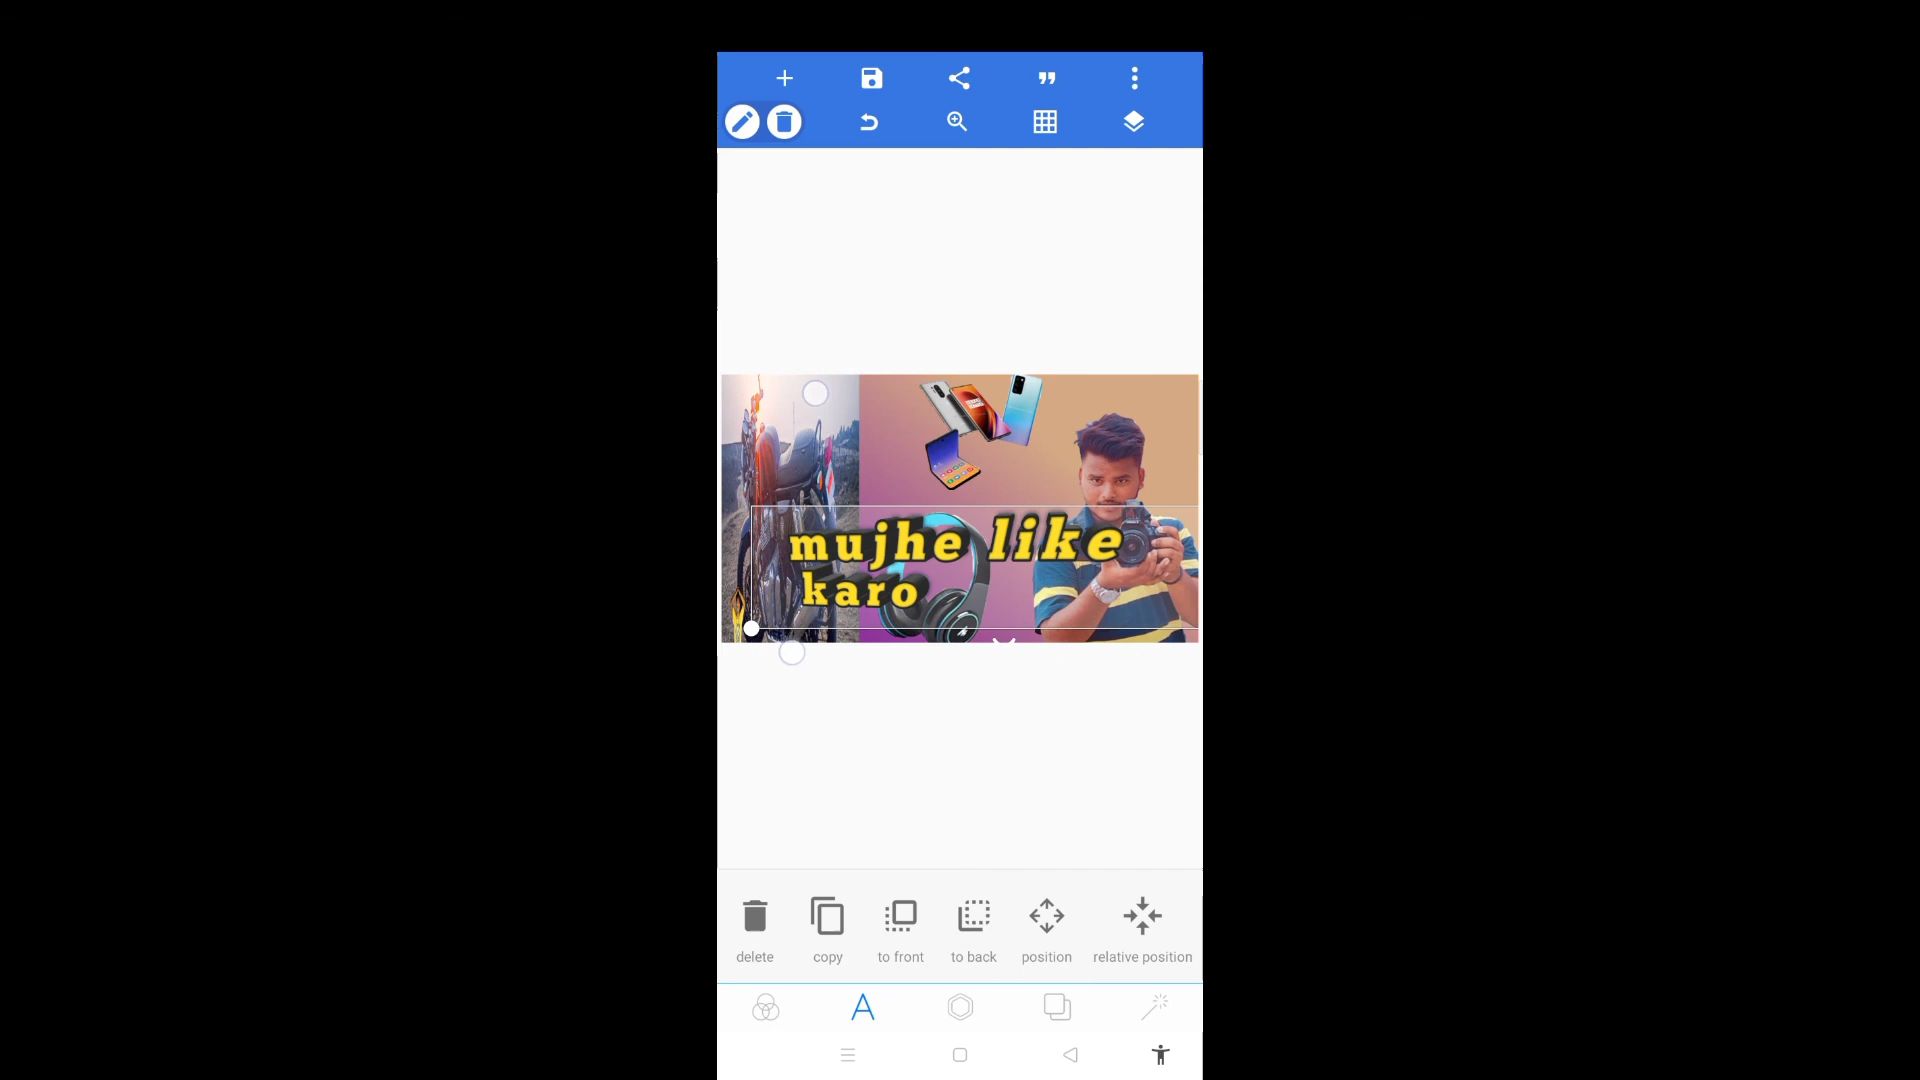 mujhe like
karo
delete copy to front to back position relative position